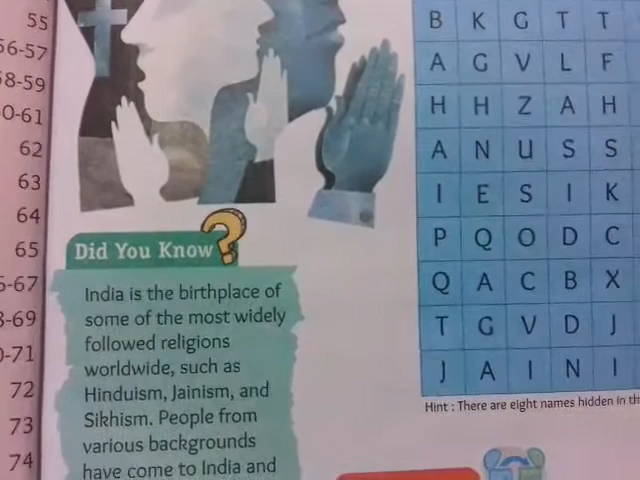 55
56-57
58-59
60-61
62
63
64
65
66-67
68-69
70-71
72
73
74
Did You Know ?
India is the birthplace of
some of the most widely
followed religions
worldwide, such as
Hinduism, Jainism, and
Sikhism. People from
various backgrounds
have come to India and
B K G T T
A G V L F
H H Z A H
A N U S S
I E S I K
P Q O D C
Q A C B X
T G V D J
J A I N I
Hint : There are eight names hidden in